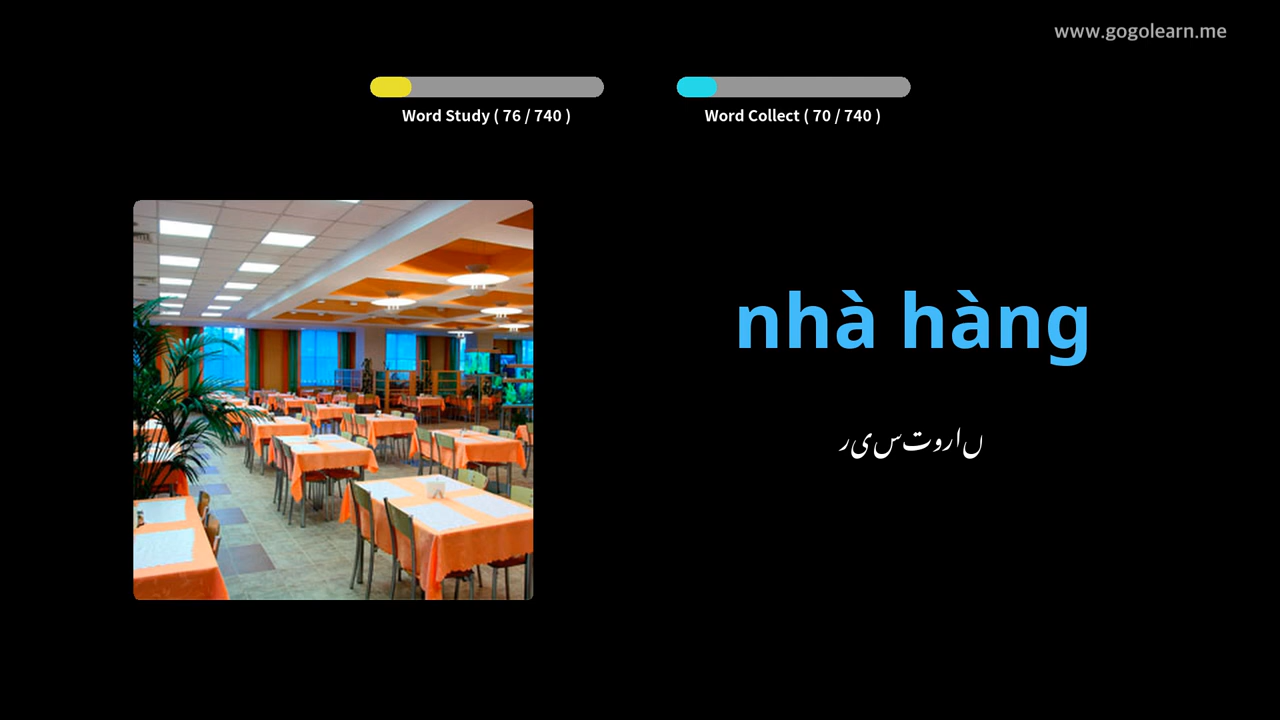 www.gogolearn.me
Word Study ( 76 / 740 )
Word Collect ( 70 / 740 )
nhà hàng
ریستوراں